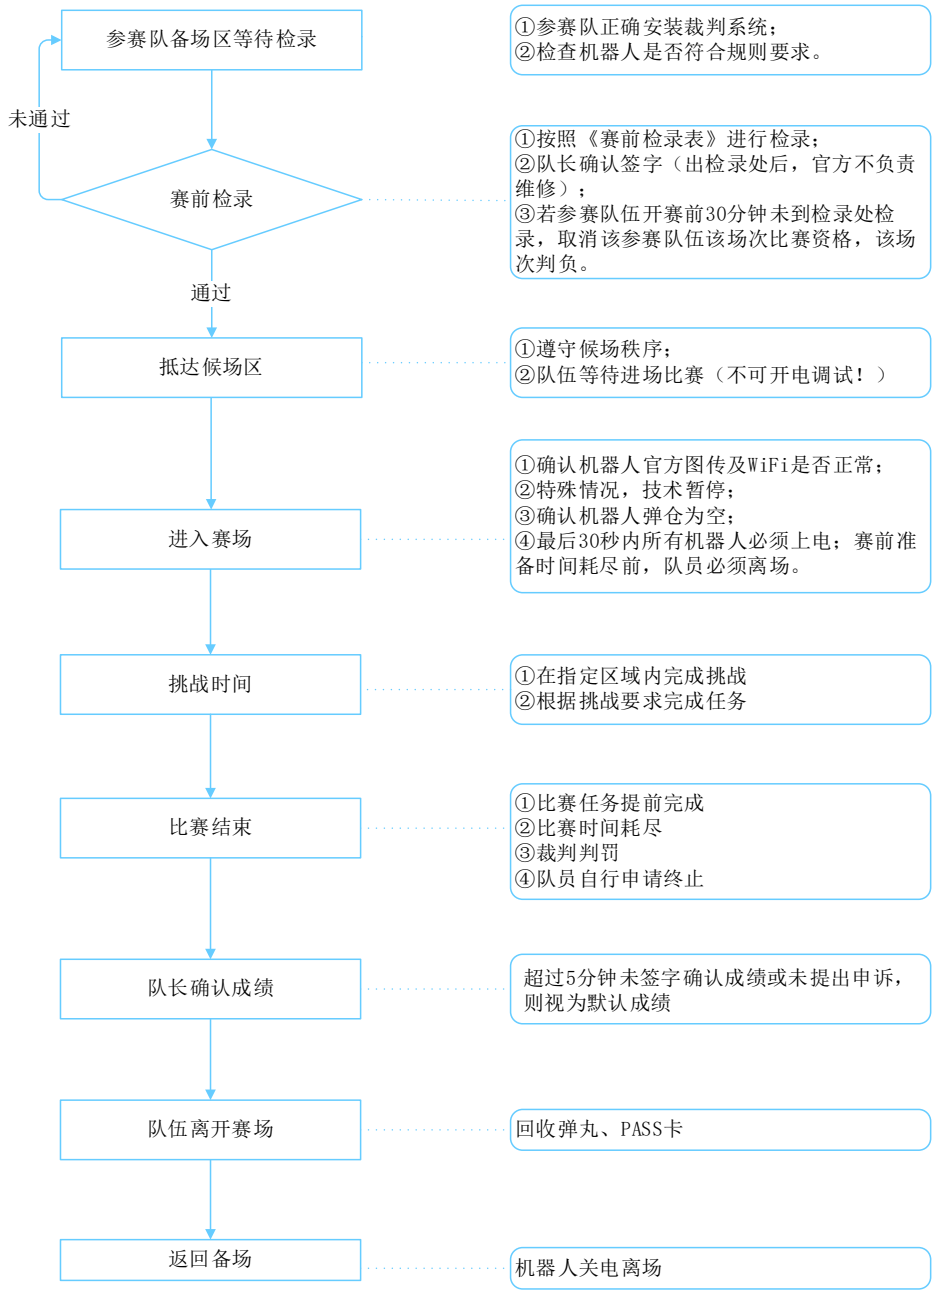 参赛队备场区等待检录
①参赛队正确安装裁判系统；
②检查机器人是否符合规则要求。
未通过
赛前检录
①按照《赛前检录表》进行检录；
②队长确认签字（出检录处后，官方不负责
维修）；
③若参赛队伍开赛前30分钟未到检录处检
录，取消该参赛队伍该场次比赛资格，该场
次判负。
通过
抵达候场区
①遵守候场秩序；
②队伍等待进场比赛（不可开电调试！）
进入赛场
①确认机器人官方图传及WiFi是否正常；
②特殊情况，技术暂停；
③确认机器人弹仓为空；
④最后30秒内所有机器人必须上电；赛前准
备时间耗尽前，队员必须离场。
挑战时间
①在指定区域内完成挑战
②根据挑战要求完成任务
比赛结束
①比赛任务提前完成
②比赛时间耗尽
③裁判判罚
④队员自行申请终止
队长确认成绩
超过5分钟未签字确认成绩或未提出申诉，
则视为默认成绩
队伍离开赛场
回收弹丸、PASS卡
返回备场
机器人关电离场